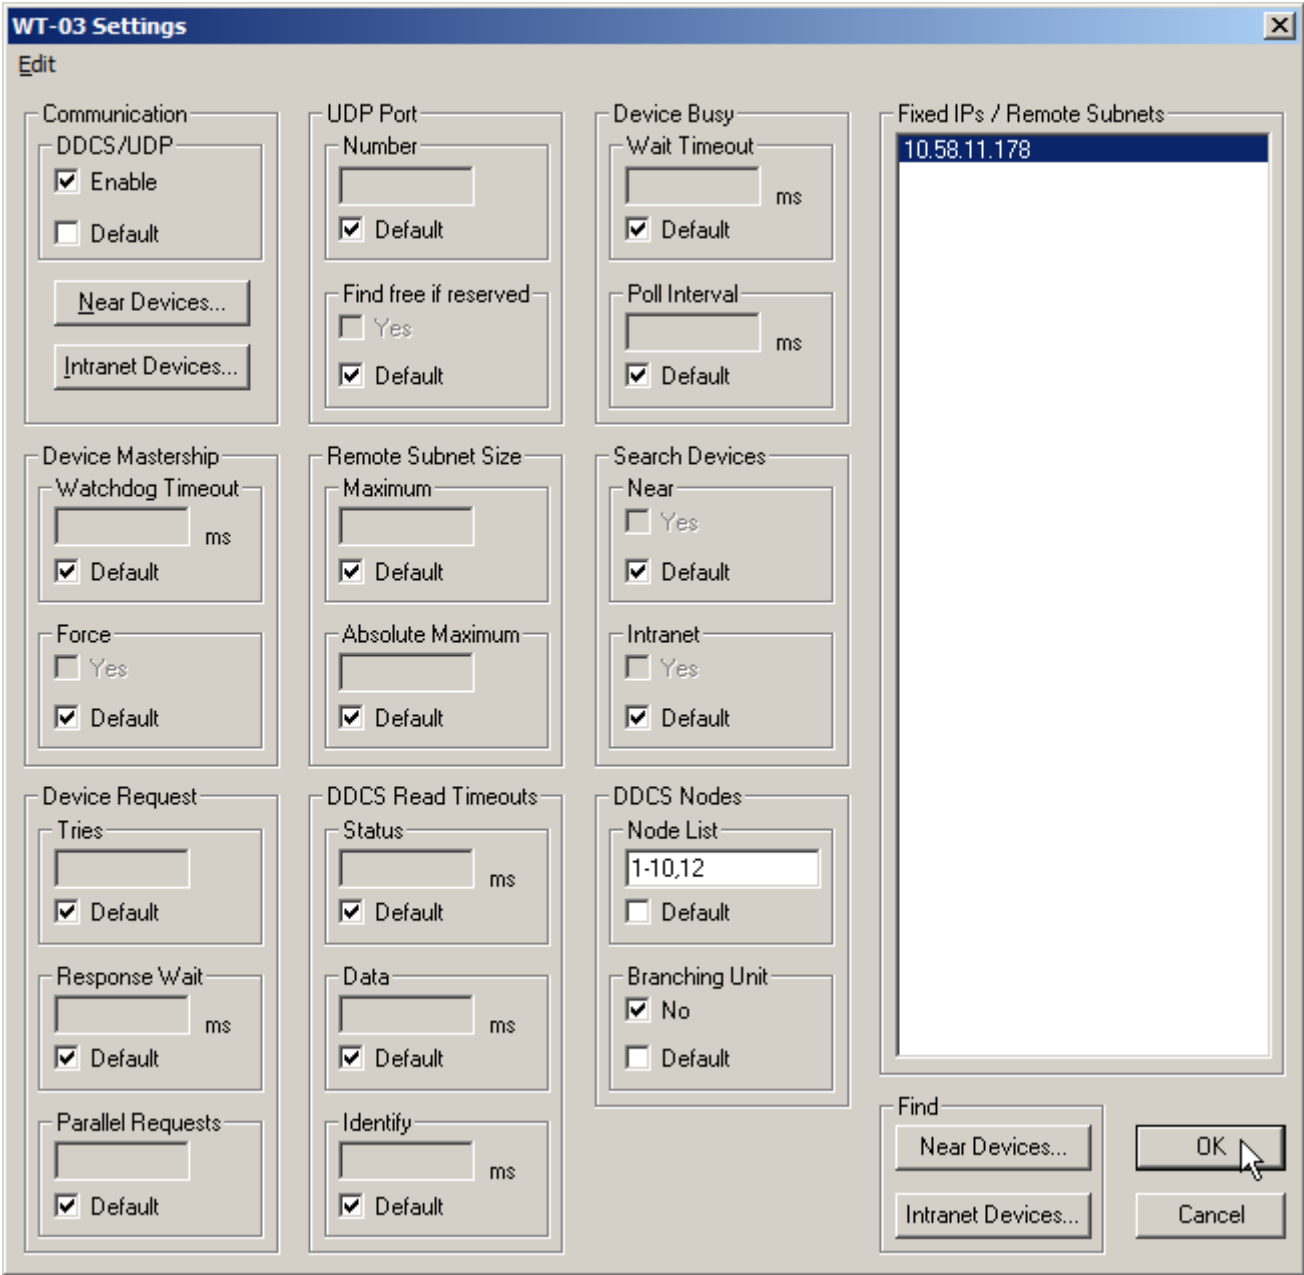 WT-03 Settings
Edit
Communication
DDCS/UDP
Enable
Default
Near Devices...
Intranet Devices...
UDP Port
Number
Default
Find free if reserved
Yes
Default
Device Busy
Wait Timeout
ms
Default
Poll Interval
ms
Default
Fixed IPs / Remote Subnets
10.58.11.178
Device Mastership
Watchdog Timeout
ms
Default
Force
Yes
Default
Remote Subnet Size
Maximum
Default
Absolute Maximum
Default
Search Devices
Near
Yes
Default
Intranet
Yes
Default
Device Request
Tries
Default
Response Wait
ms
Default
Parallel Requests
Default
DDCS Read Timeouts
Status
ms
Default
Data
ms
Default
Identify
ms
Default
DDCS Nodes
Node List
1-10,12
Default
Branching Unit
No
Default
Find
Near Devices...
Intranet Devices...
OK
Cancel